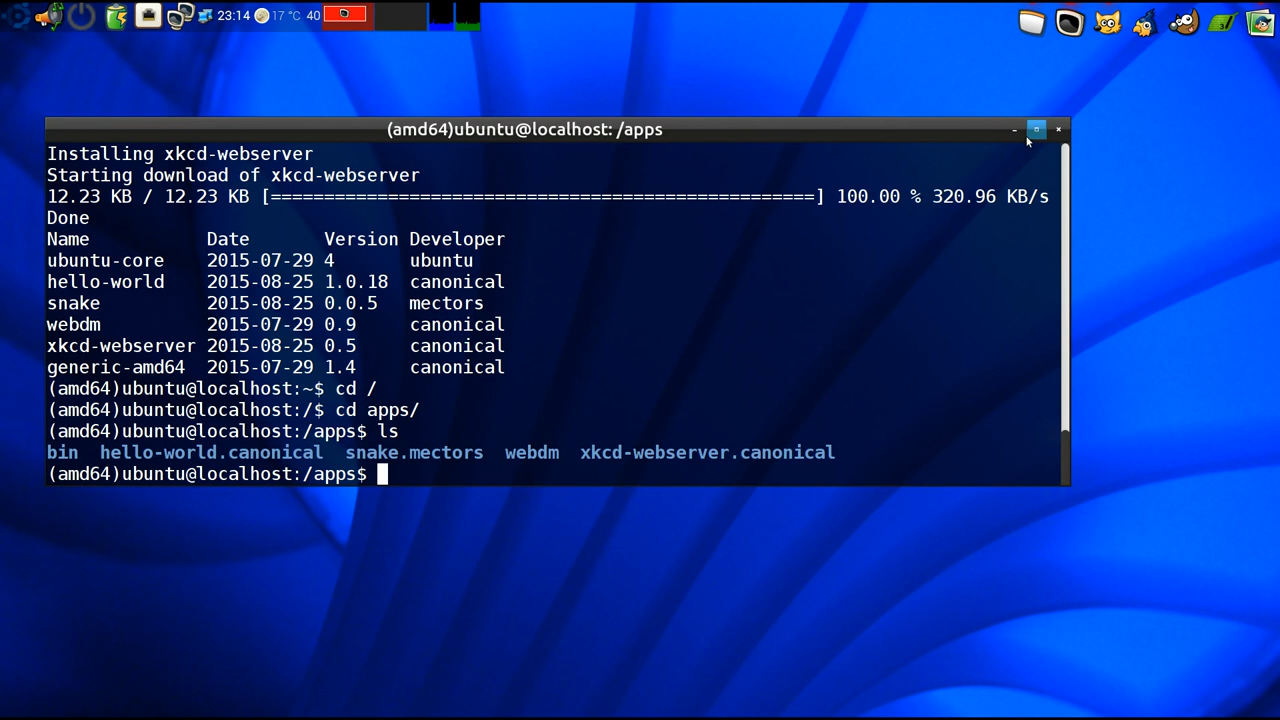 23:14 17 °C 40
(amd64)ubuntu@localhost: /apps
Installing xkcd-webserver
Starting download of xkcd-webserver
12.23 KB / 12.23 KB [===================================================] 100.00 % 320.96 KB/s
Done
Name Date Version Developer
ubuntu-core 2015-07-29 4 ubuntu
hello-world 2015-08-25 1.0.18 canonical
snake 2015-08-25 0.0.5 mectors
webdm 2015-07-29 0.9 canonical
xkcd-webserver 2015-08-25 0.5 canonical
generic-amd64 2015-07-29 1.4 canonical
(amd64)ubuntu@localhost:~$ cd /
(amd64)ubuntu@localhost:/$ cd apps/
(amd64)ubuntu@localhost:/apps$ ls
bin hello-world.canonical snake.mectors webdm xkcd-webserver.canonical
(amd64)ubuntu@localhost:/apps$